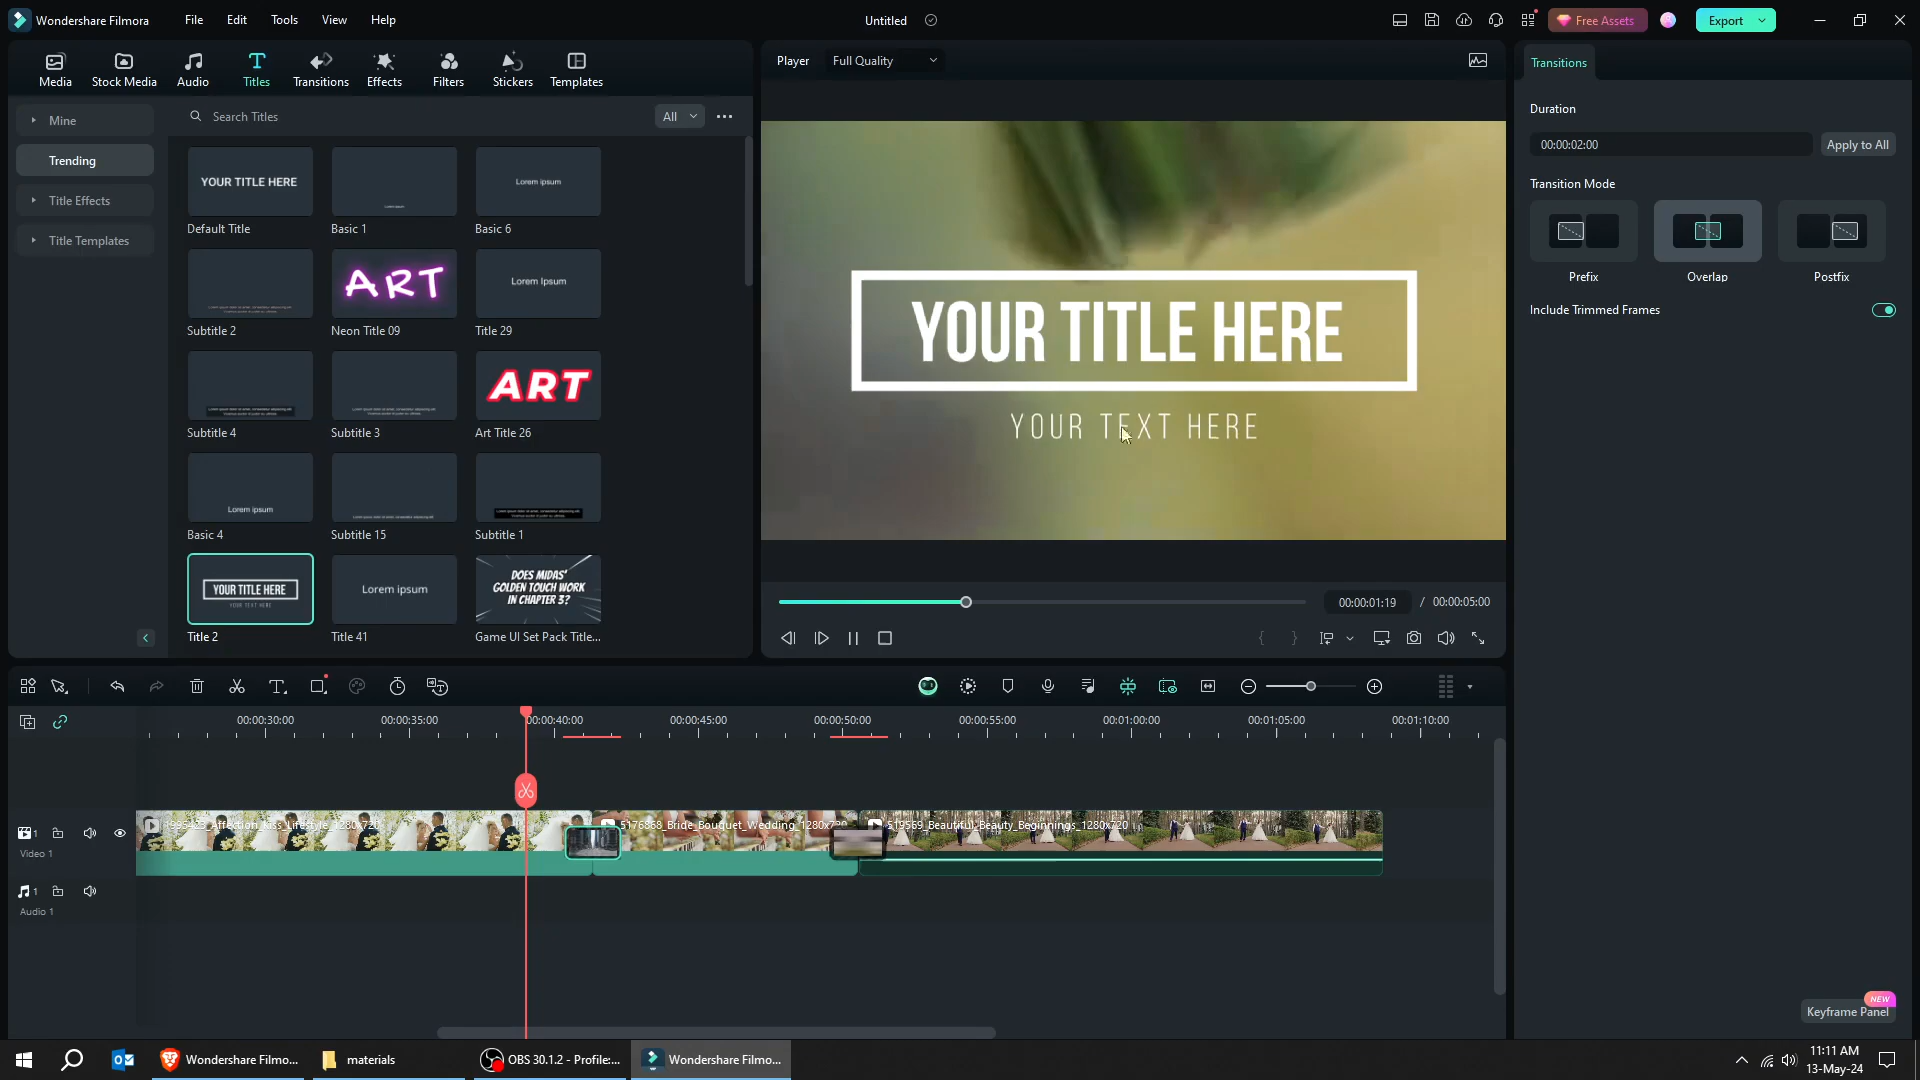 Wondershare Filmora
File Edit Tools View Help
Untitled
Free Assets
Export
Media Stock Media Audio Titles Transitions Effects Filters Stickers Templates
Player Full Quality
Transitions
Mine
Trending
Title Effects
Title Templates
Search Titles
All
YOUR TITLE HERE
Lorem ipsum
Lorem ipsum
Default Title Basic 1 Basic 6
ART
Lorem Ipsum
Subtitle 2 Neon Title 09 Title 29
ART
Subtitle 4 Subtitle 3 Art Title 26
Lorem ipsum
Basic 4 Subtitle 15 Subtitle 1
YOUR TITLE HERE
YOUR TEXT HERE
Lorem ipsum
DOES MIDAS'
GOLDEN TOUCH WORK
IN CHAPTER 3?
Title 2 Title 41 Game UI Set Pack Title...
YOUR TITLE HERE
YOUR TEXT HERE
00:00:01:19 / 00:00:05:00
Duration
00:00:02:00 Apply to All
Transition Mode
Prefix Overlap Postfix
Include Trimmed Frames
00:00:30:00 00:00:35:00 00:00:40:00 00:00:45:00 00:00:50:00 00:00:55:00 00:01:00:00 00:01:05:00 00:01:10:00
1995423_Affection_Kiss_Lifestyle_1280x720
5176868_Bride_Bouquet_Wedding_1280x720
519569_Beautiful_Beauty_Beginnings_1280x720
1
Video 1
1
Audio 1
NEW
Keyframe Panel
Wondershare Filmo...
materials
OBS 30.1.2 - Profile:...
Wondershare Filmo...
11:11 AM
13-May-24